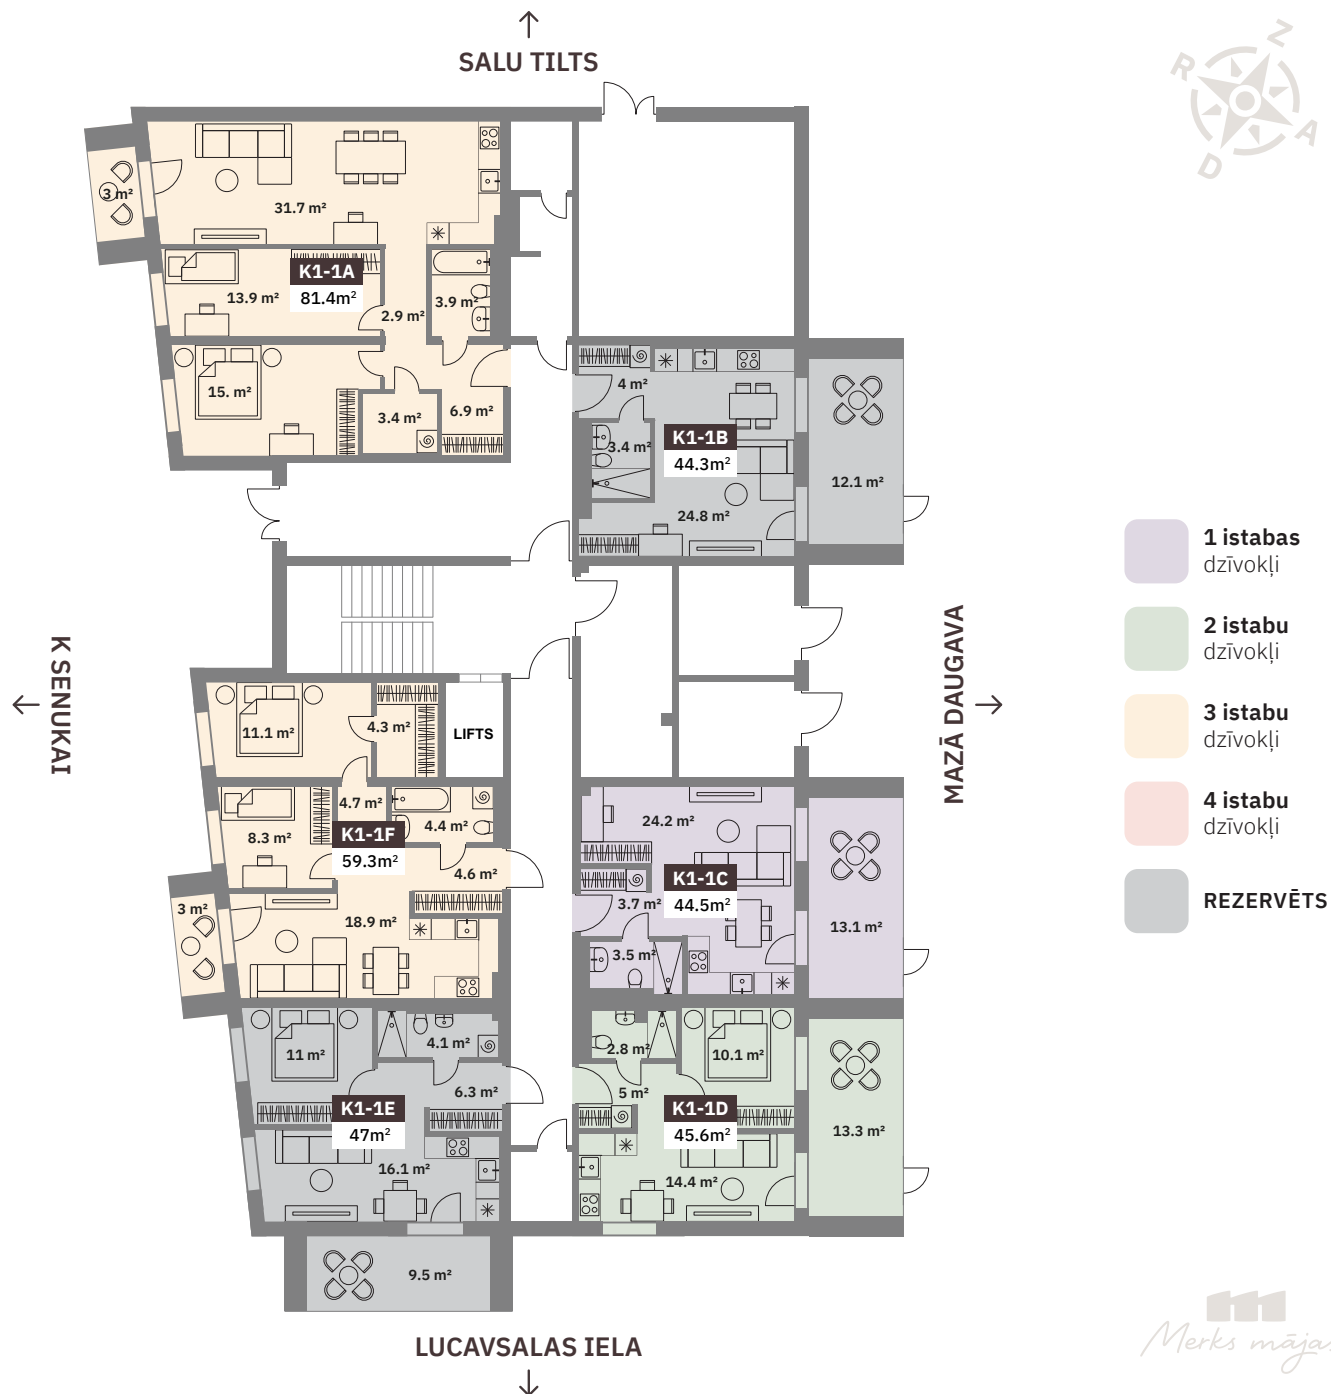 SALU TILTS
Z
R
A
D
3 m²
31.7 m²
K1-1A
81.4m²
13.9 m²
2.9 m²
3.9 m²
15. m²
3.4 m²
6.9 m²
4 m²
3.4 m²
K1-1B
44.3m²
24.8 m²
12.1 m²
1 istabas
dzīvokļi
2 istabu
dzīvokļi
3 istabu
dzīvokļi
4 istabu
dzīvokļi
REZERVĒTS
K SENUKAI
MAZĀ DAUGAVA
11.1 m²
4.3 m²
LIFTS
4.7 m²
8.3 m²
K1-1F
59.3m²
4.4 m²
4.6 m²
3 m²
18.9 m²
24.2 m²
K1-1C
44.5m²
3.7 m²
3.5 m²
13.1 m²
11 m²
4.1 m²
6.3 m²
K1-1E
47m²
16.1 m²
9.5 m²
2.8 m²
10.1 m²
5 m²
K1-1D
45.6m²
14.4 m²
13.3 m²
LUCAVSALAS IELA
Merks mājas